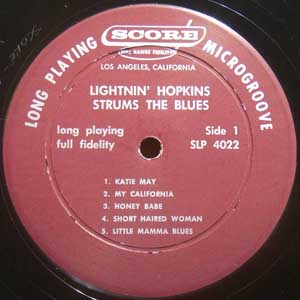 LONG PLAYING
SCORE
FULL RANGE FIDELITY
MICROGROOVE
LOS ANGELES, CALIFORNIA
LIGHTNIN' HOPKINS
STRUMS THE BLUES
long playing
full fidelity
Side 1
SLP 4022
1. KATIE MAY
2. MY CALIFORNIA
3. HONEY BABE
4. SHORT HAIRED WOMAN
5. LITTLE MAMMA BLUES